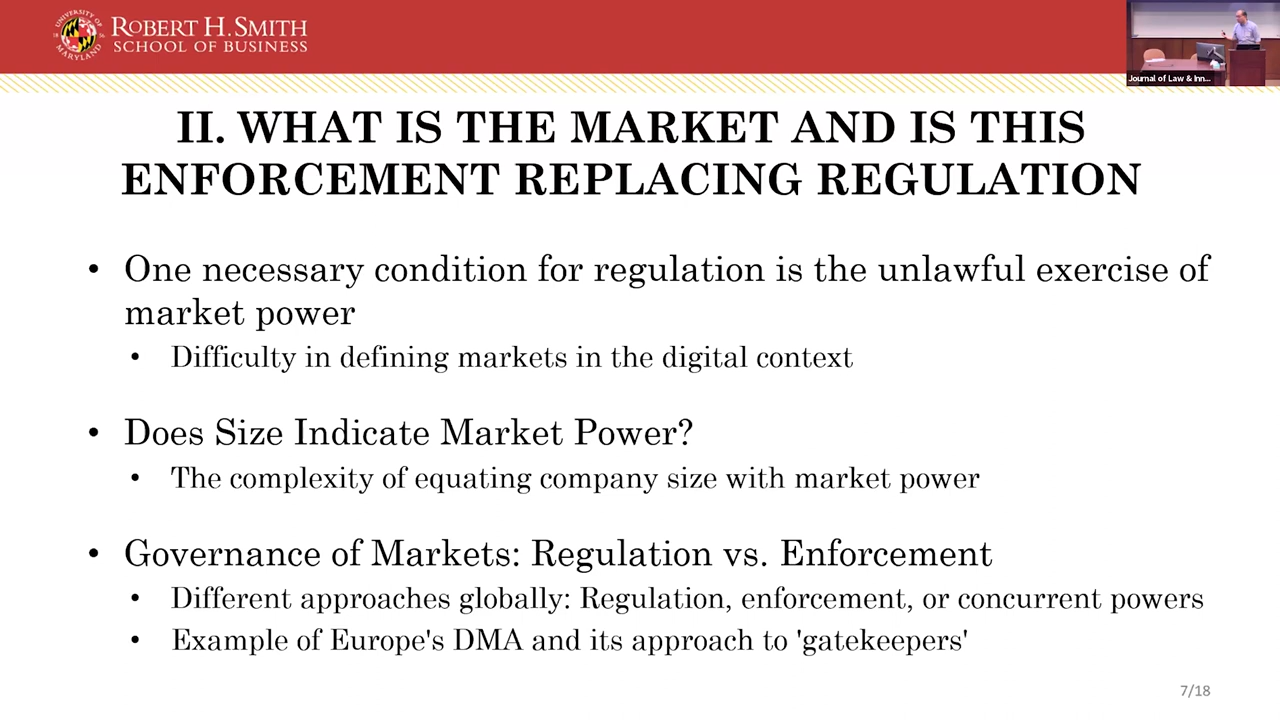 UNIVERSITY OF MARYLAND
18 56
ROBERT H. SMITH
SCHOOL OF BUSINESS
Journal of Law & Inn...
II. WHAT IS THE MARKET AND IS THIS
ENFORCEMENT REPLACING REGULATION
• One necessary condition for regulation is the unlawful exercise of
market power
• Difficulty in defining markets in the digital context
• Does Size Indicate Market Power?
• The complexity of equating company size with market power
• Governance of Markets: Regulation vs. Enforcement
• Different approaches globally: Regulation, enforcement, or concurrent powers
• Example of Europe's DMA and its approach to 'gatekeepers'
7/18